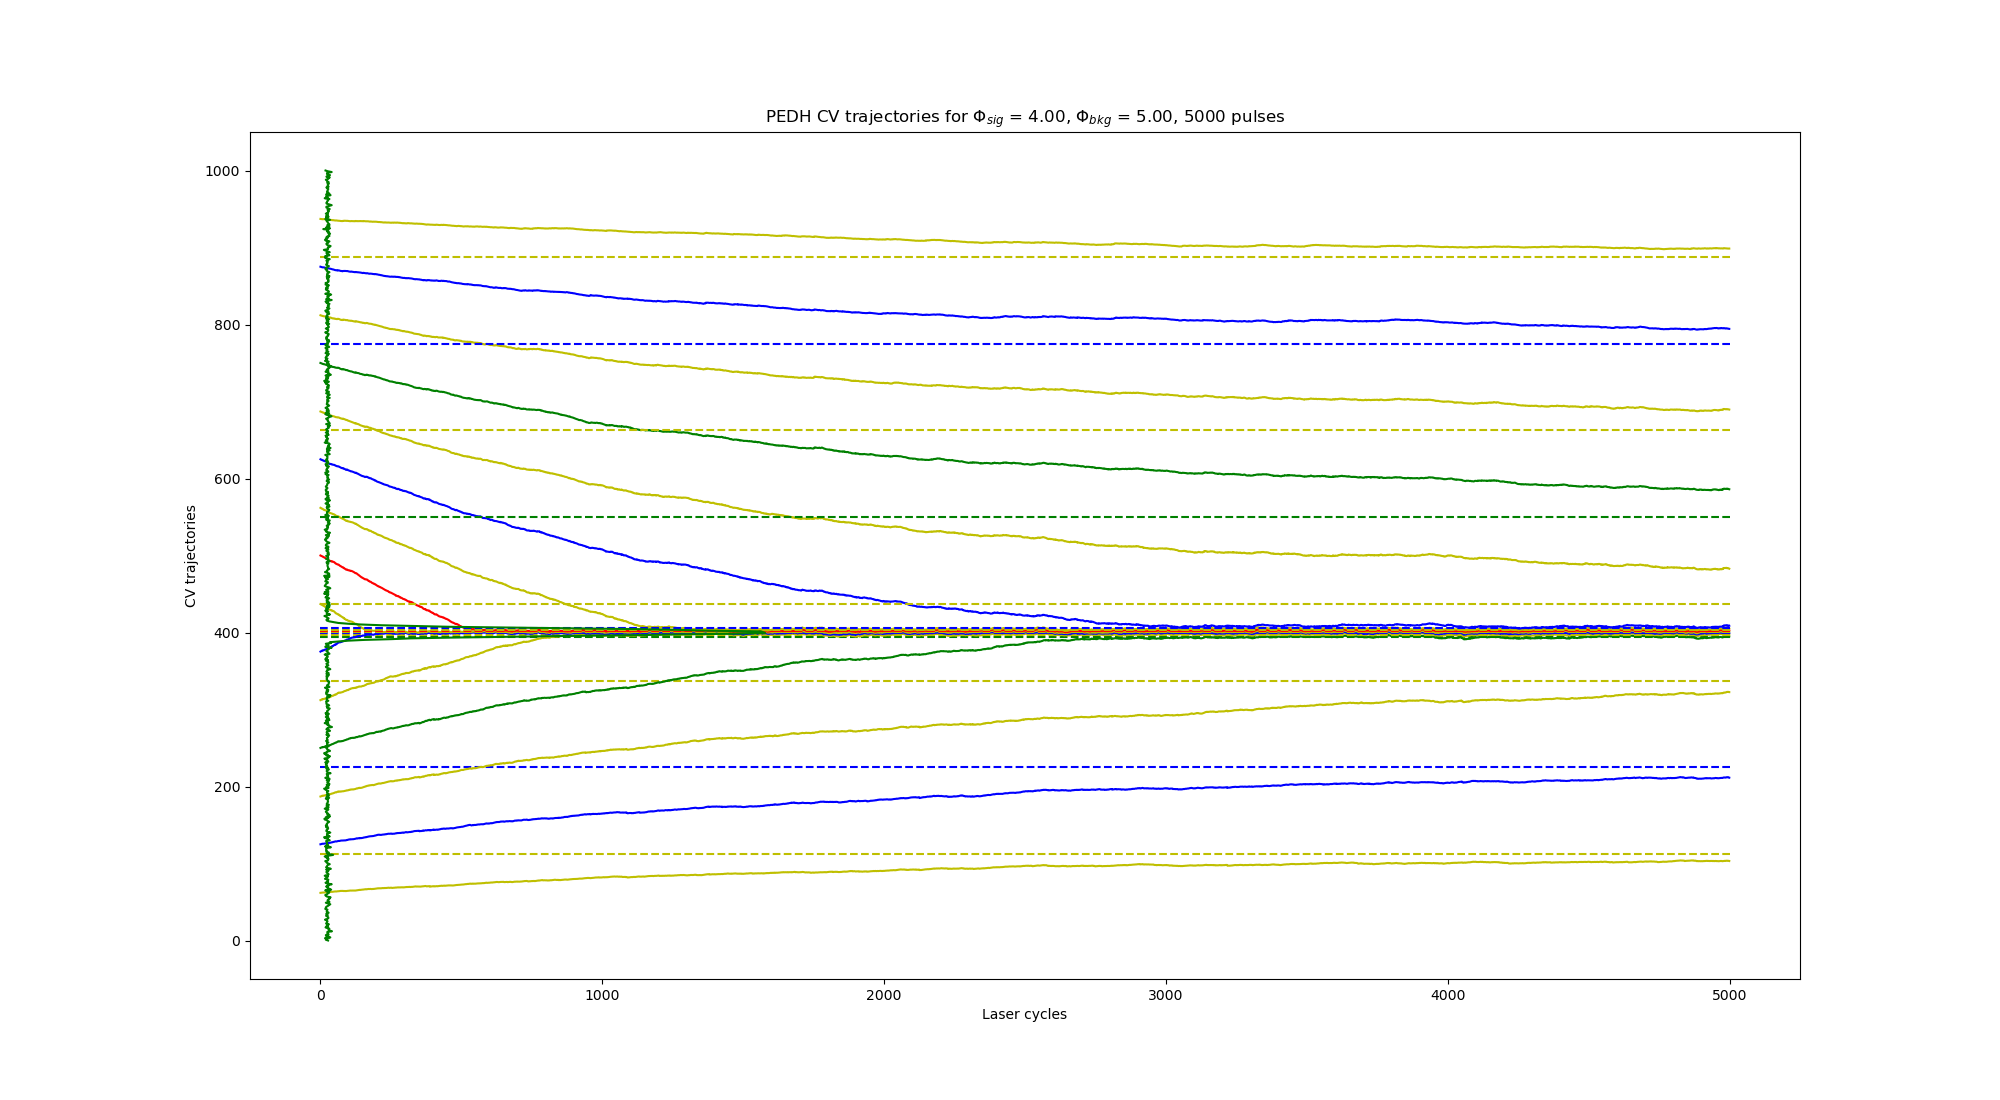 PEDH CV trajectories for Φsig = 4.00, Φbkg = 5.00, 5000 pulses
1000
800
600
400
200
0
CV trajectories
0 1000 2000 3000 4000 5000
Laser cycles